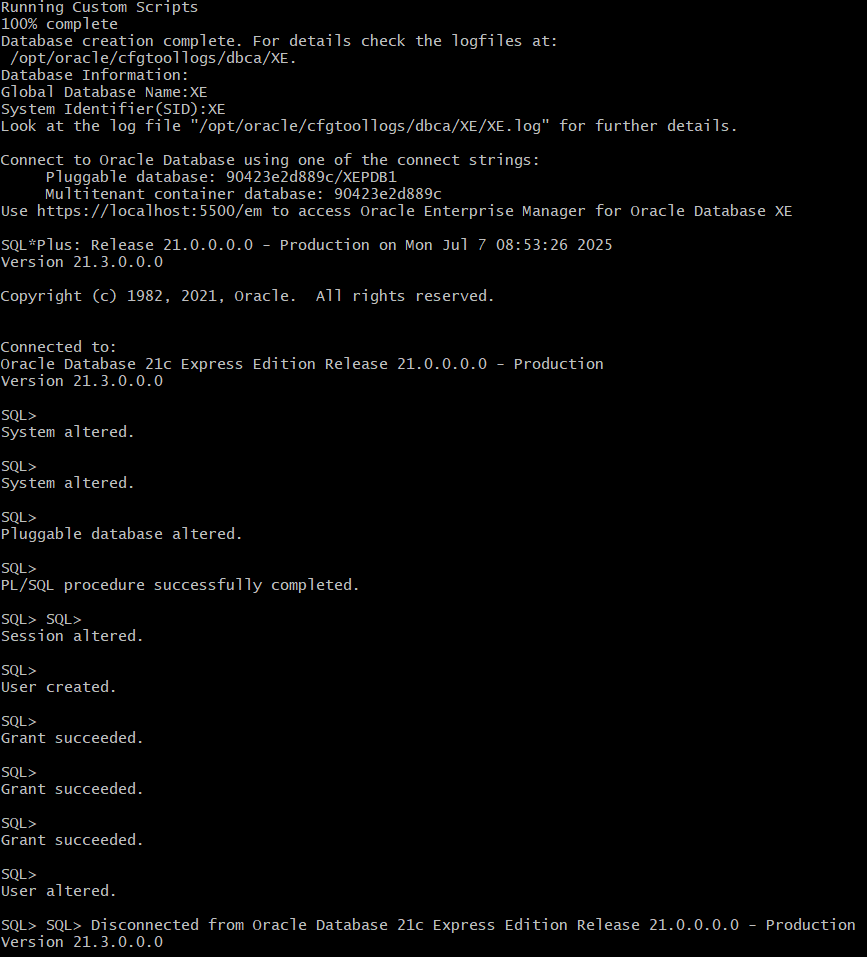 Running Custom Scripts
100% complete
Database creation complete. For details check the logfiles at:
 /opt/oracle/cfgtoollogs/dbca/XE.
Database Information:
Global Database Name:XE
System Identifier(SID):XE
Look at the log file "/opt/oracle/cfgtoollogs/dbca/XE/XE.log" for further details.

Connect to Oracle Database using one of the connect strings:
     Pluggable database: 90423e2d889c/XEPDB1
     Multitenant container database: 90423e2d889c
Use https://localhost:5500/em to access Oracle Enterprise Manager for Oracle Database XE

SQL*Plus: Release 21.0.0.0.0 - Production on Mon Jul 7 08:53:26 2025
Version 21.3.0.0.0

Copyright (c) 1982, 2021, Oracle.  All rights reserved.


Connected to:
Oracle Database 21c Express Edition Release 21.0.0.0.0 - Production
Version 21.3.0.0.0

SQL>
System altered.

SQL>
System altered.

SQL>
Pluggable database altered.

SQL>
PL/SQL procedure successfully completed.

SQL> SQL>
Session altered.

SQL>
User created.

SQL>
Grant succeeded.

SQL>
Grant succeeded.

SQL>
Grant succeeded.

SQL>
User altered.

SQL> SQL> Disconnected from Oracle Database 21c Express Edition Release 21.0.0.0.0 - Production
Version 21.3.0.0.0